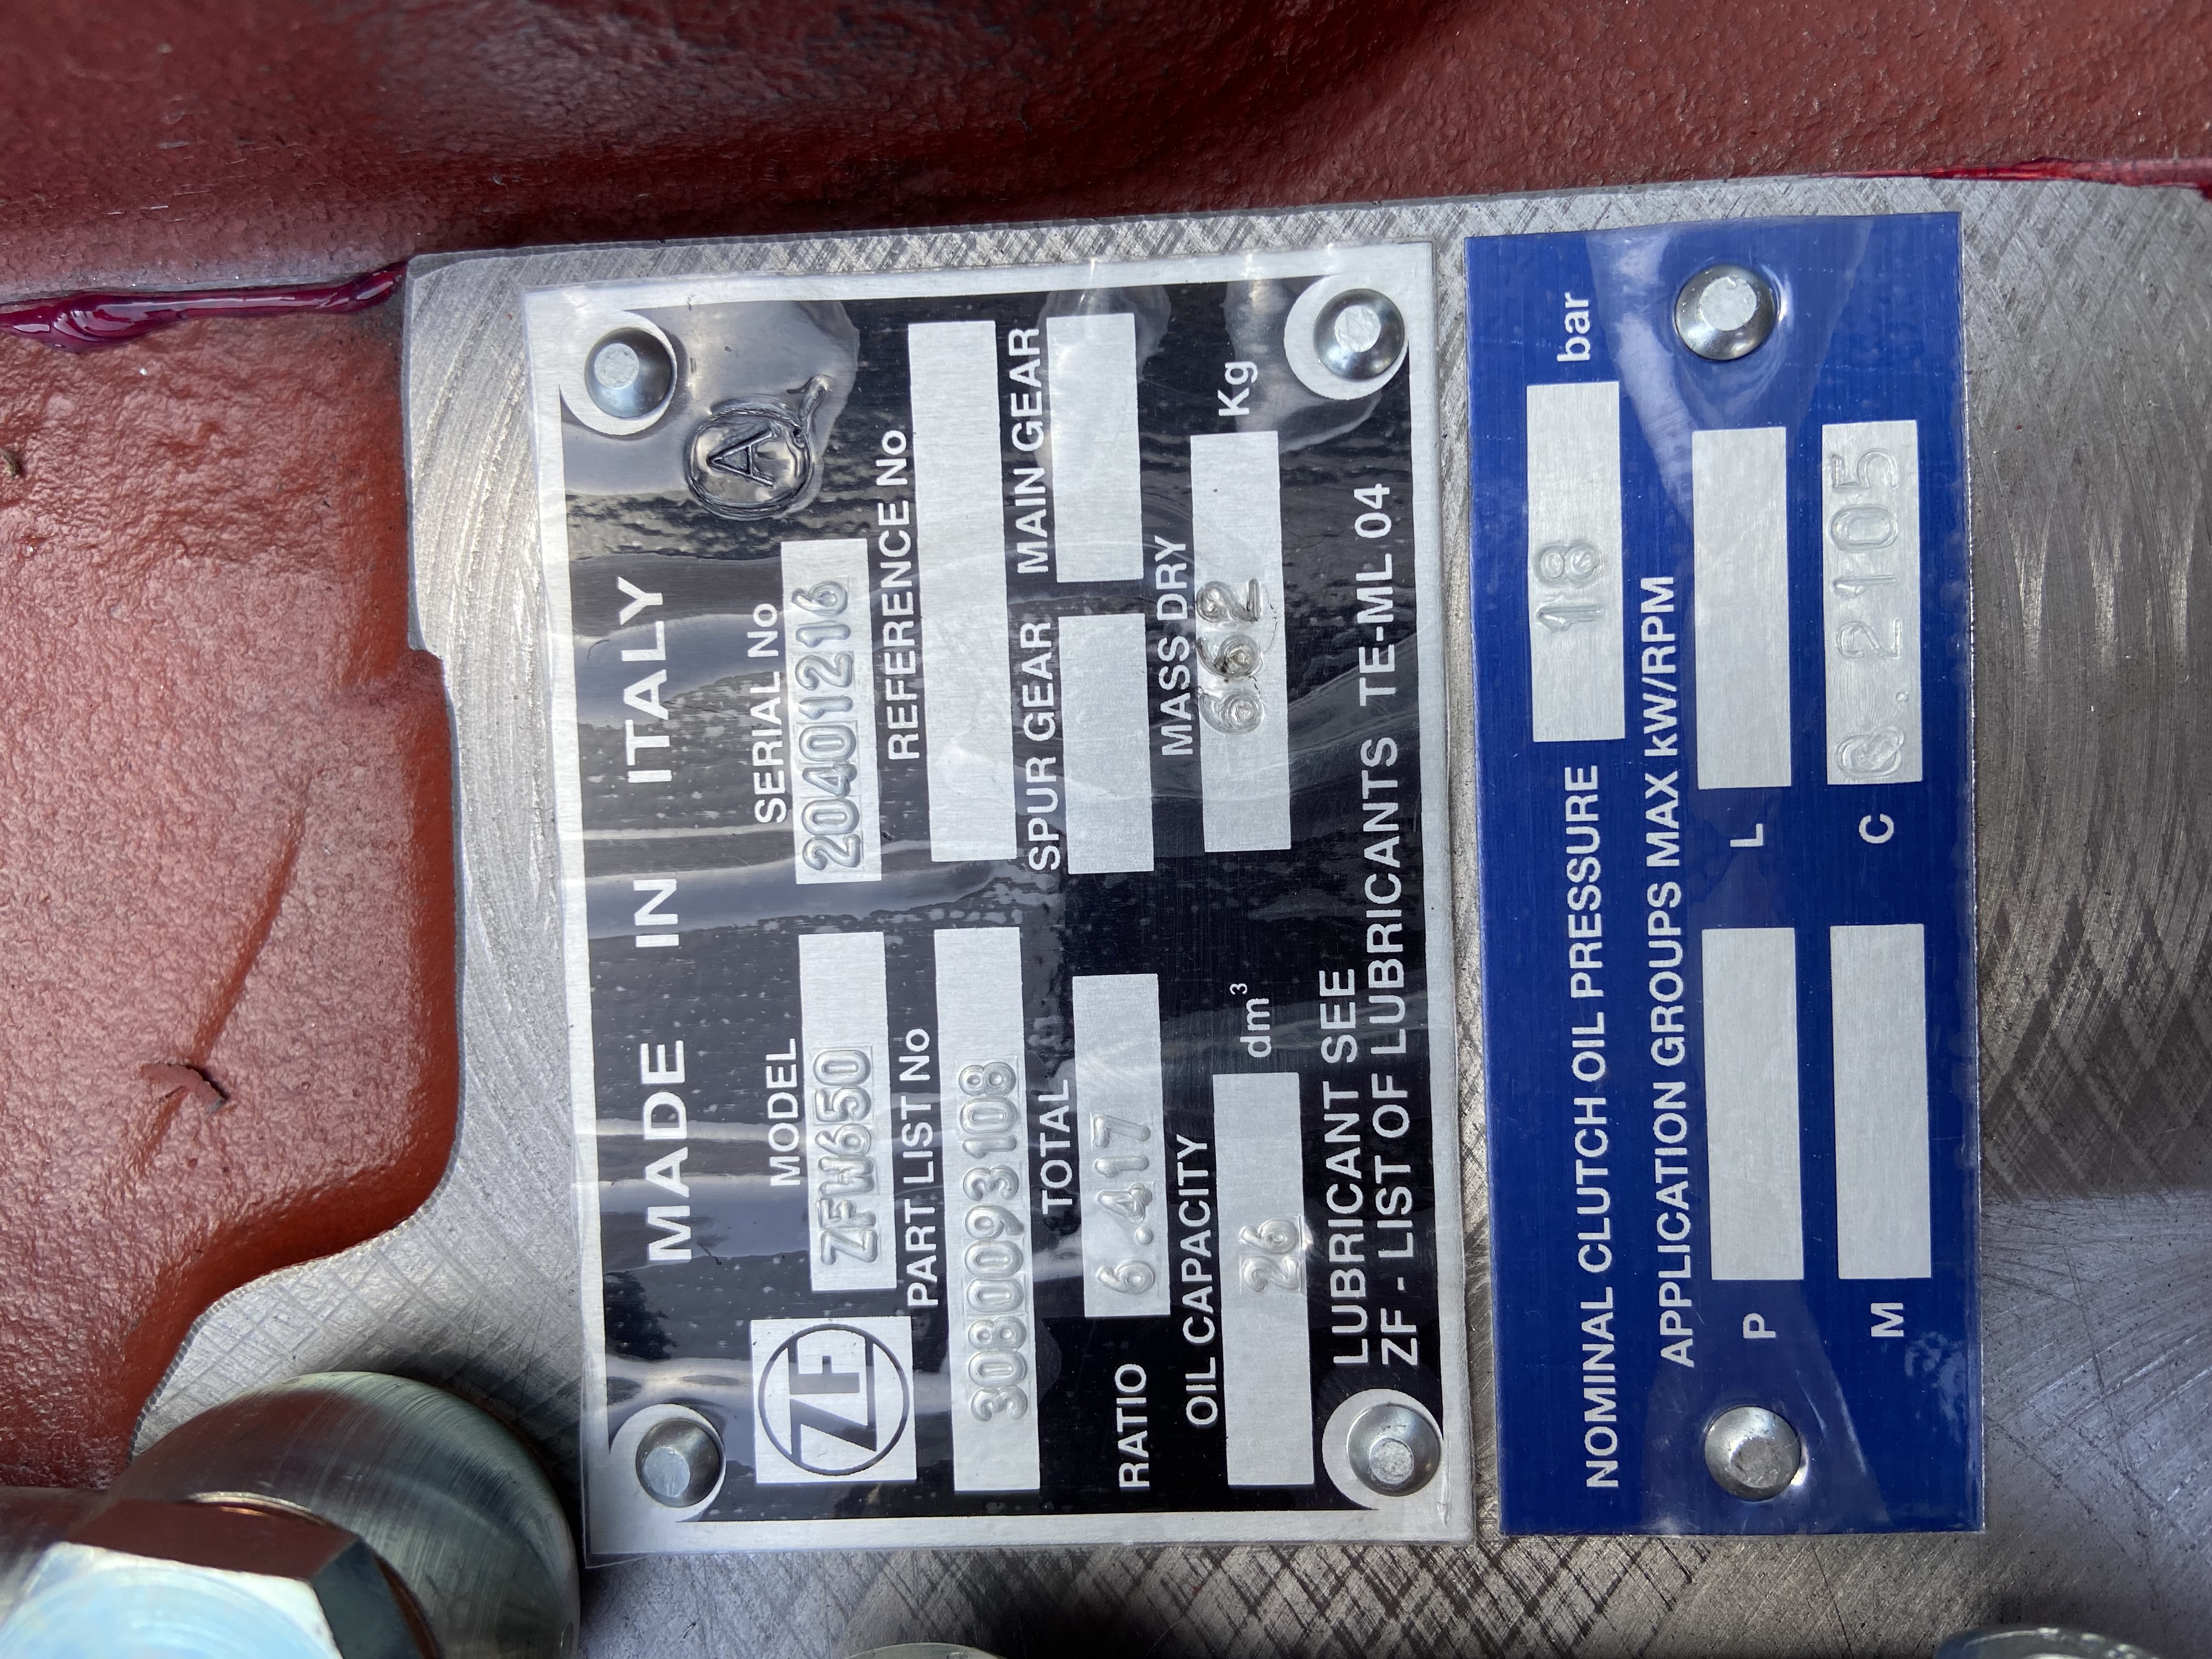 MADE IN ITALY
A
ZF
MODEL
SERIAL No
ZFW650
20401216
PART LIST No
REFERENCE No
3080093108
TOTAL
SPUR GEAR
MAIN GEAR
RATIO
6.417
OIL CAPACITY
MASS DRY
26
dm³
662
Kg
LUBRICANT SEE
ZF - LIST OF LUBRICANTS TE-ML 04
NOMINAL CLUTCH OIL PRESSURE
18
bar
APPLICATION GROUPS MAX kW/RPM
P
L
M
C
0.2105